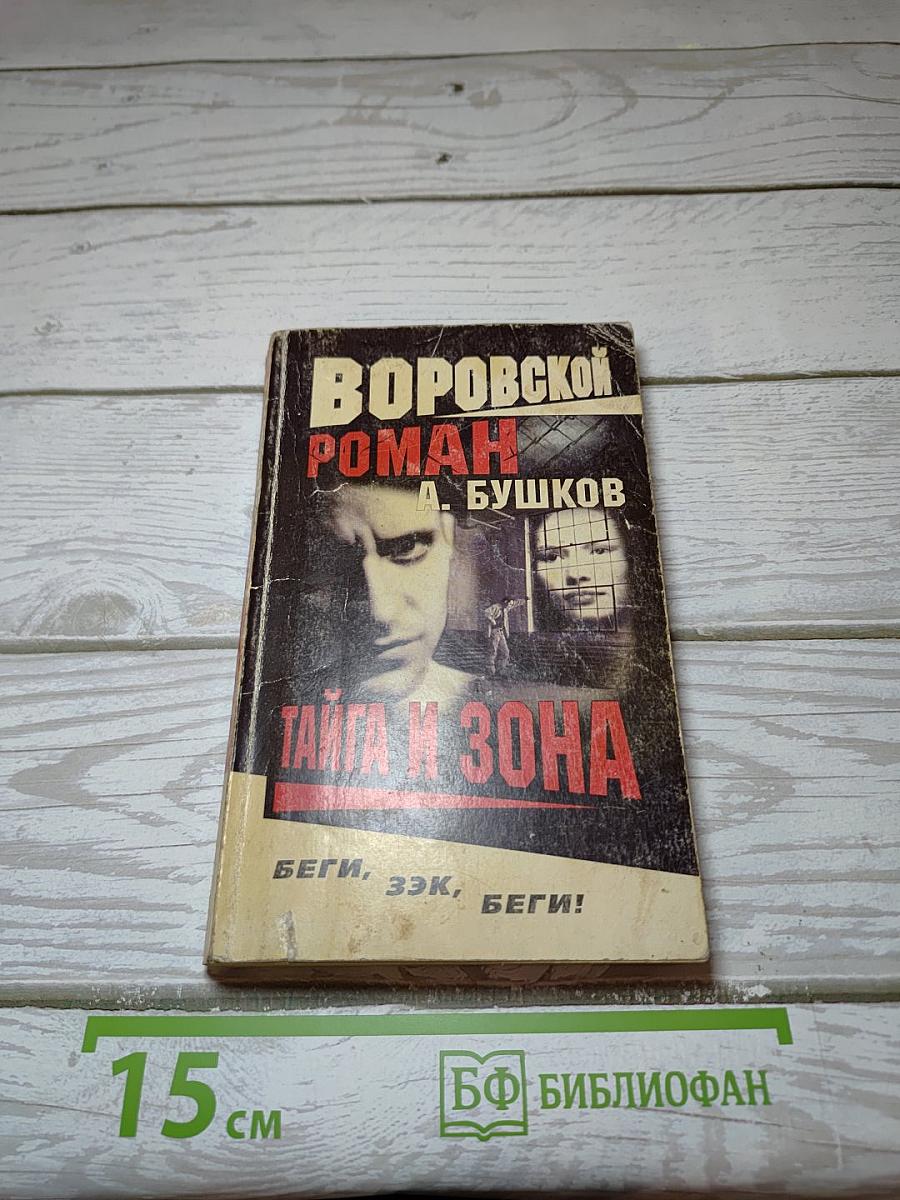 ВОРОВСКОЙ
РОМАН
А. БУШКОВ
ТАЙГА И ЗОНА
БЕГИ, ЗЭК, БЕГИ!
15 см
БФ БИБЛИОФАН